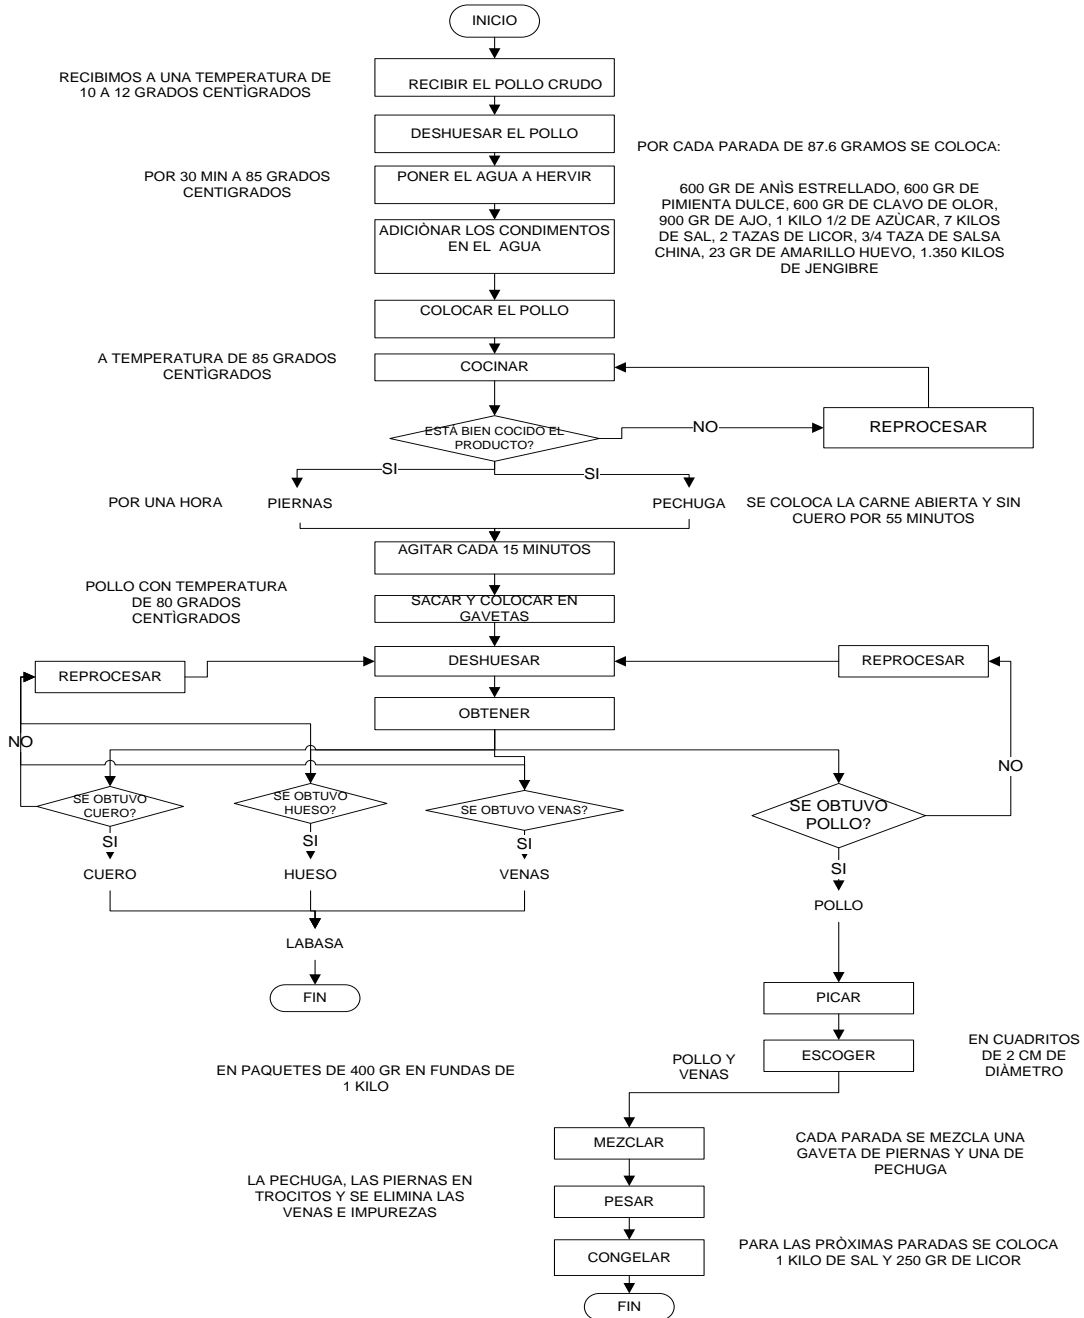 INICIO
RECIBIMOS A UNA TEMPERATURA DE
10 A 12 GRADOS CENTÌGRADOS
RECIBIR EL POLLO CRUDO
DESHUESAR EL POLLO
POR CADA PARADA DE 87.6 GRAMOS SE COLOCA:
POR 30 MIN A 85 GRADOS
CENTIGRADOS
PONER EL AGUA A HERVIR
600 GR DE ANÌS ESTRELLADO, 600 GR DE
PIMIENTA DULCE, 600 GR DE CLAVO DE OLOR,
900 GR DE AJO, 1 KILO 1/2 DE AZÙCAR, 7 KILOS
DE SAL, 2 TAZAS DE LICOR, 3/4 TAZA DE SALSA
CHINA, 23 GR DE AMARILLO HUEVO, 1.350 KILOS
DE JENGIBRE
ADICIÒNAR LOS CONDIMENTOS
EN EL AGUA
COLOCAR EL POLLO
A TEMPERATURA DE 85 GRADOS
CENTÌGRADOS
COCINAR
ESTÁ BIEN COCIDO EL
PRODUCTO?
NO
REPROCESAR
SI
SI
POR UNA HORA
PIERNAS
PECHUGA
SE COLOCA LA CARNE ABIERTA Y SIN
CUERO POR 55 MINUTOS
AGITAR CADA 15 MINUTOS
POLLO CON TEMPERATURA
DE 80 GRADOS
CENTÌGRADOS
SACAR Y COLOCAR EN
GAVETAS
REPROCESAR
DESHUESAR
REPROCESAR
OBTENER
NO
NO
SE OBTUVO
CUERO?
SE OBTUVO
HUESO?
SE OBTUVO VENAS?
SE OBTUVO
POLLO?
SI
SI
SI
SI
CUERO
HUESO
VENAS
POLLO
LABASA
FIN
PICAR
ESCOGER
EN CUADRITOS
DE 2 CM DE
DIÀMETRO
POLLO Y
VENAS
EN PAQUETES DE 400 GR EN FUNDAS DE
1 KILO
MEZCLAR
CADA PARADA SE MEZCLA UNA
GAVETA DE PIERNAS Y UNA DE
PECHUGA
LA PECHUGA, LAS PIERNAS EN
TROCITOS Y SE ELIMINA LAS
VENAS E IMPUREZAS
PESAR
CONGELAR
PARA LAS PRÒXIMAS PARADAS SE COLOCA
1 KILO DE SAL Y 250 GR DE LICOR
FIN